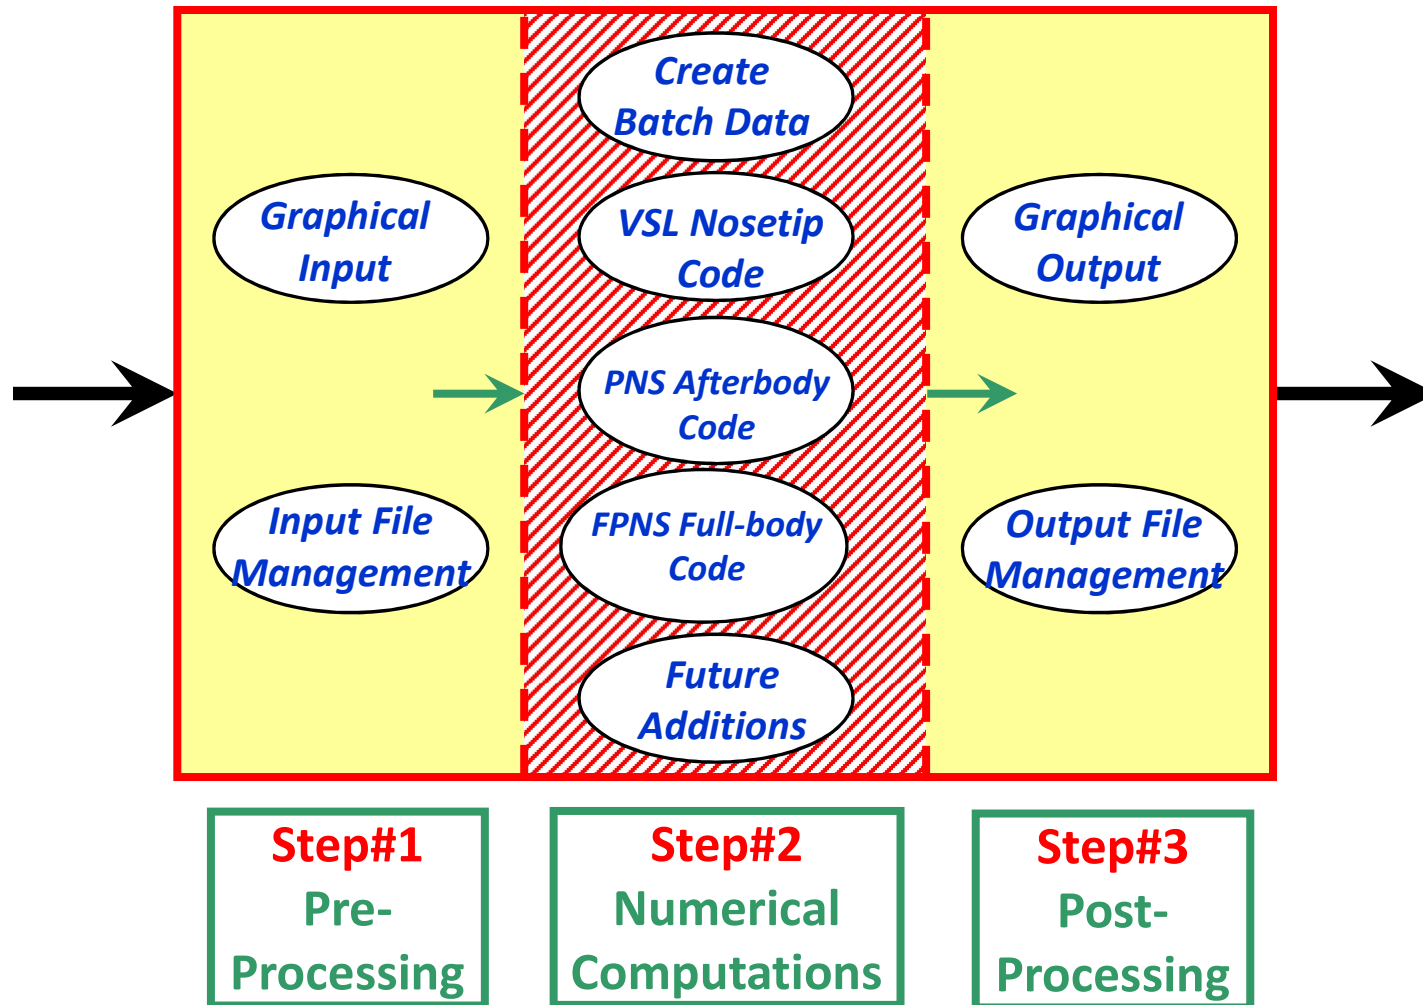 Create
Batch Data
Graphical
Input
VSL Nosetip
Code
Graphical
Output
PNS Afterbody
Code
Input File
Management
FPNS Full-body
Code
Output File
Management
Future
Additions
Step#1
Pre-
Processing
Step#2
Numerical
Computations
Step#3
Post-
Processing